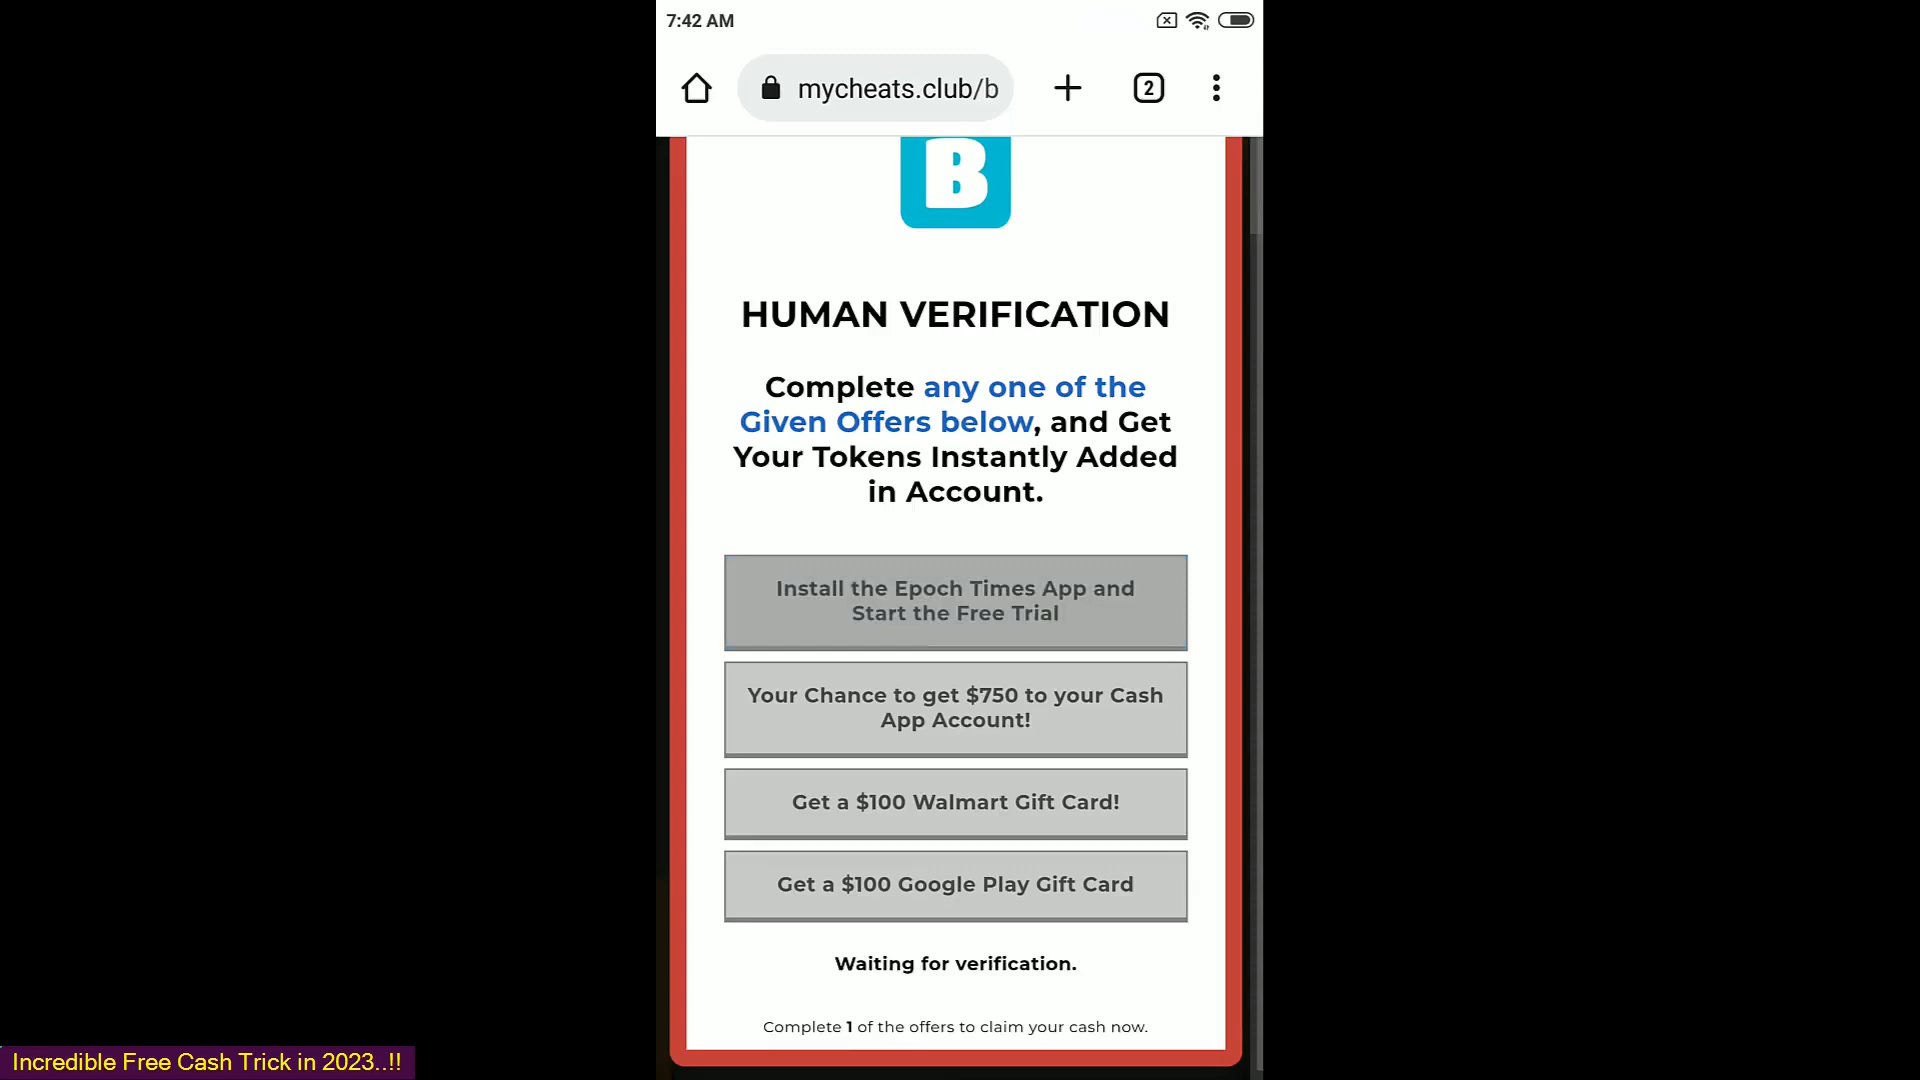 7:42 AM
mycheats.club/b
2
B
HUMAN VERIFICATION
Complete any one of the
Given Offers below, and Get
Your Tokens Instantly Added
in Account.
Install the Epoch Times App and
Start the Free Trial
Your Chance to get $750 to your Cash
App Account!
Get a $100 Walmart Gift Card!
Get a $100 Google Play Gift Card
Waiting for verification.
Complete 1 of the offers to claim your cash now.
Incredible Free Cash Trick in 2023..!!